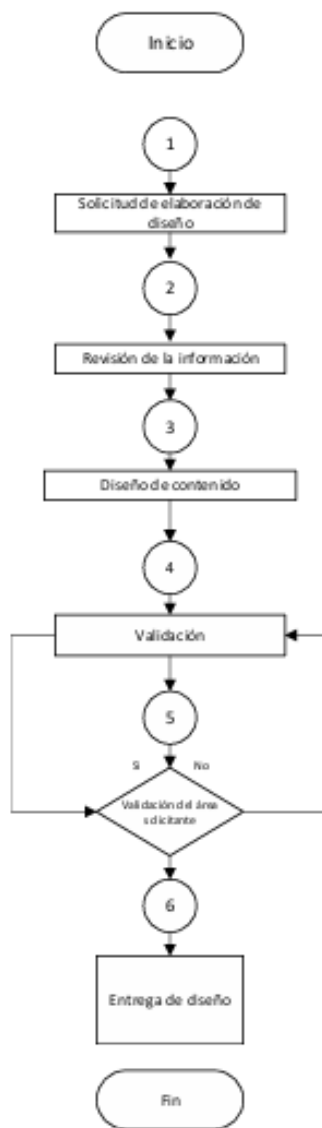 Inicio
1
Solicitud de elaboración de
diseño
2
Revisión de la información
3
Diseño de contenido
4
Validación
5
Si No
Validación del área
solicitante
6
Entrega de diseño
Fin